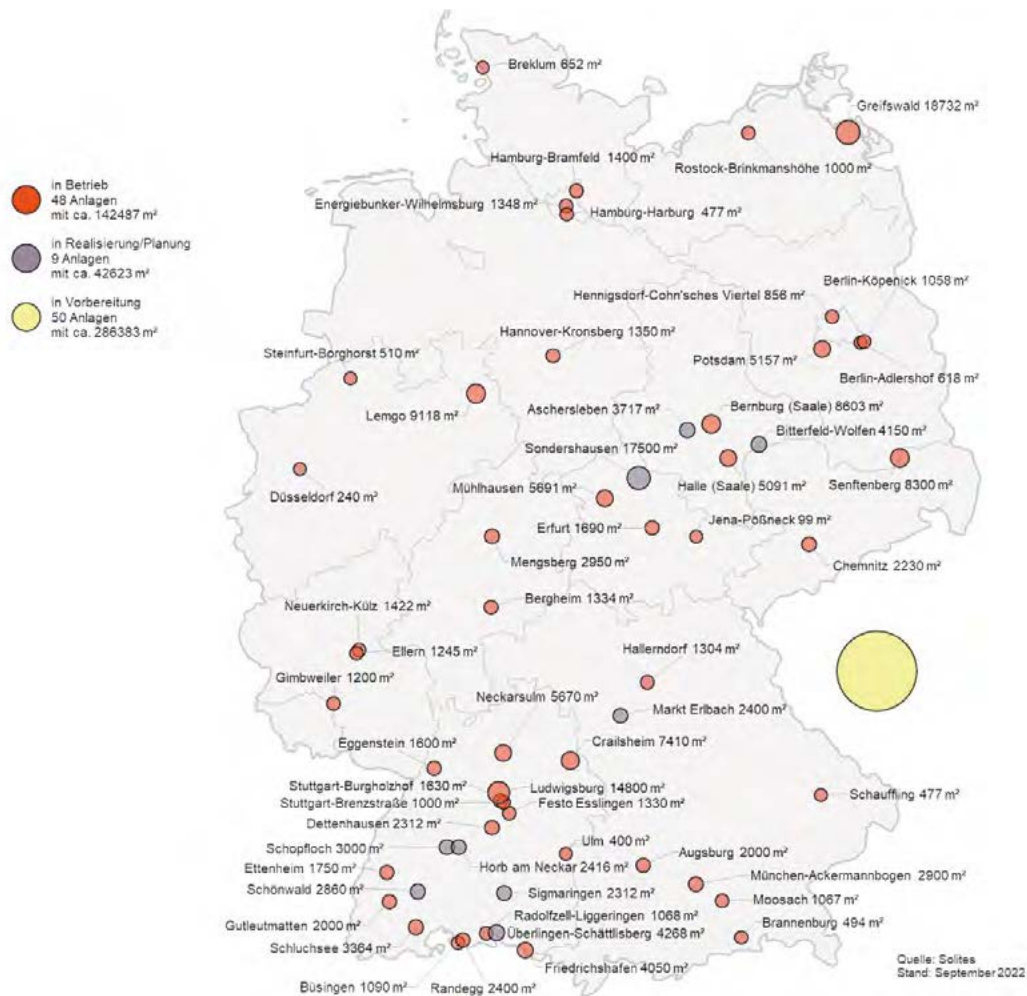 Breklum 652 m²
Greifswald 18732 m²
Hamburg-Bramfeld 1400 m²
Rostock-Brinkmanshöhe 1000 m²
in Betrieb
48 Anlagen
mit ca. 142487 m²
Energiebunker-Wilhelmsburg 1348 m²
Hamburg-Harburg 477 m²
in Realisierung/Planung
9 Anlagen
mit ca. 42623 m²
Berlin-Köpenick 1058 m²
Hennigsdorf-Cohn'sches Viertel 856 m²
in Vorbereitung
50 Anlagen
mit ca. 286383 m²
Hannover-Kronsberg 1350 m²
Steinfurt-Borghorst 510 m²
Potsdam 5157 m²
Berlin-Adlershof 618 m²
Lemgo 9118 m²
Aschersleben 3717 m²
Bernburg (Saale) 8603 m²
Bitterfeld-Wolfen 4150 m²
Sondershausen 17500 m²
Düsseldorf 240 m²
Mühlhausen 5691 m²
Halle (Saale) 5091 m²
Senftenberg 8300 m²
Erfurt 1690 m²
Jena-Pößneck 99 m²
Mengsberg 2950 m²
Chemnitz 2230 m²
Bergheim 1334 m²
Neuerkirch-Külz 1422 m²
Ellern 1245 m²
Hallerndorf 1304 m²
Gimbweiler 1200 m²
Neckarsulm 5670 m²
Markt Erlbach 2400 m²
Eggenstein 1600 m²
Crailsheim 7410 m²
Stuttgart-Burgholzhof
1630 m²
Ludwigsburg 14800 m²
Schauffling 477 m²
Stuttgart-Brenzstraße 1000 m²
Festo Esslingen 1330 m²
Dettenhausen 2312 m²
Ulm 400 m²
Schopfloch 3000 m²
Horb am Neckar 2416 m²
Augsburg 2000 m²
Ettenheim 1750 m²
München-Ackermannbogen 2900 m²
Schönwald 2860 m²
Sigmaringen 2312 m²
Moosach 1067 m²
Radolfzell-Liggeringen 1068 m²
Gutleutmatten 2000 m²
Brannenburg 494 m²
Überlingen-Schättlisberg 4268 m²
Schluchsee 3364 m²
Friedrichshafen 4050 m²
Büsingen 1090 m²
Randegg 2400 m²
Quelle: Solites
Stand: September 2022